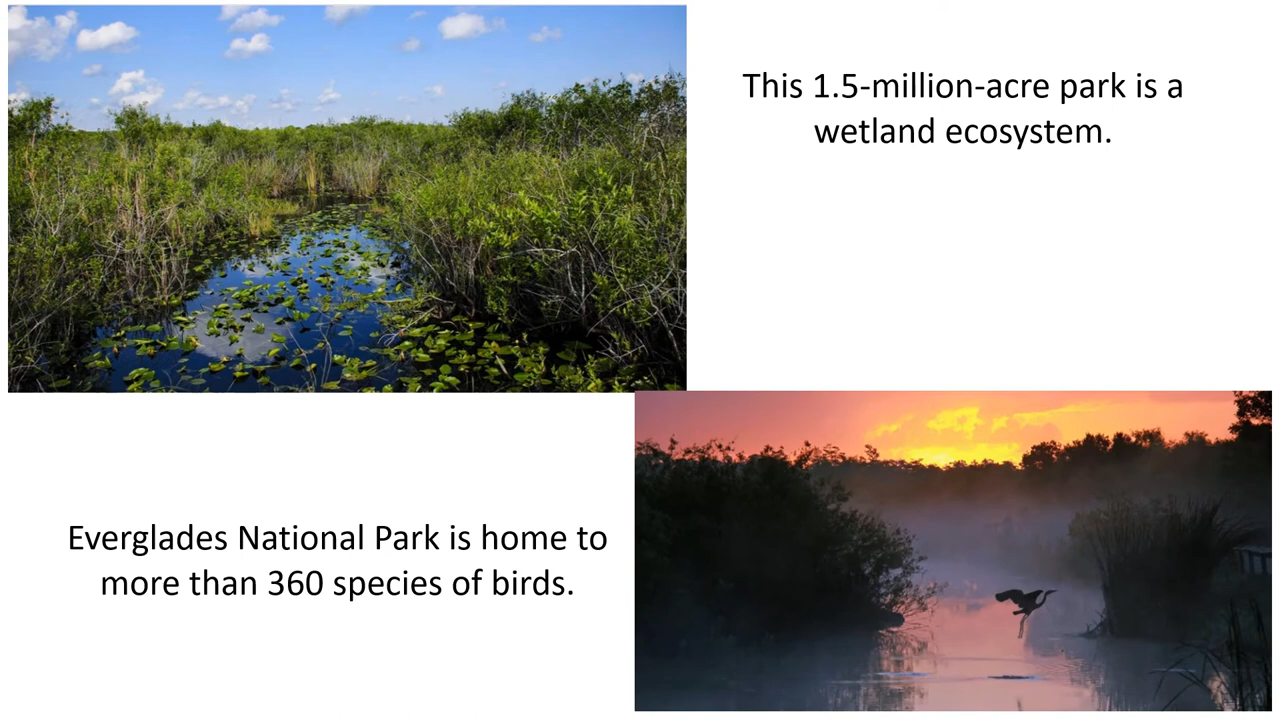 This 1.5-million-acre park is a
wetland ecosystem.
Everglades National Park is home to
more than 360 species of birds.